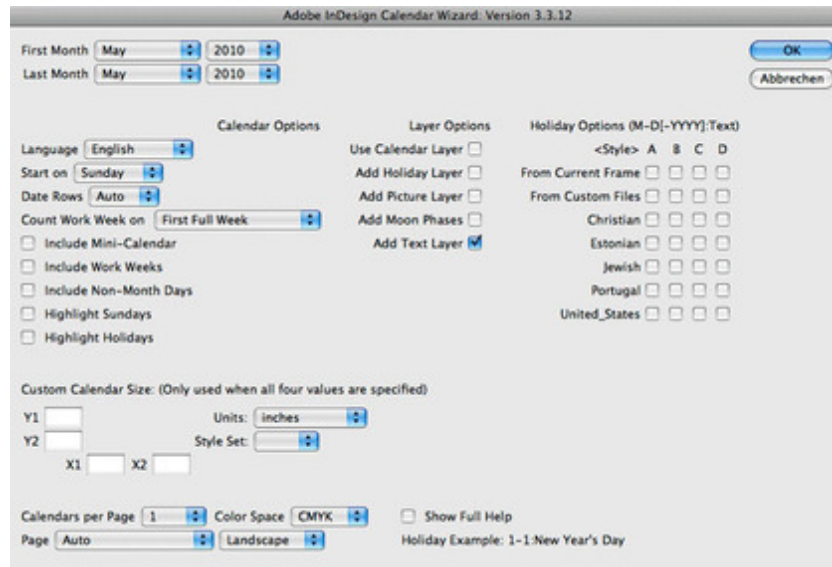 Adobe InDesign Calendar Wizard: Version 3.3.12
First Month May 2010 OK
Last Month May 2010 Abbrechen
Calendar Options Layer Options Holiday Options (M-D[-YYYY]:Text)
Language English Use Calendar Layer <Style> A B C D
Start on Sunday Add Holiday Layer From Current Frame
Date Rows Auto Add Picture Layer From Custom Files
Count Work Week on First Full Week Add Moon Phases Christian
Include Mini-Calendar Add Text Layer Estonian
Include Work Weeks Jewish
Include Non-Month Days Portugal
Highlight Sundays United_States
Highlight Holidays
Custom Calendar Size: (Only used when all four values are specified)
Y1 Units: inches
Y2 Style Set:
X1 X2
Calendars per Page 1 Color Space CMYK Show Full Help
Page Auto Landscape Holiday Example: 1-1:New Year's Day